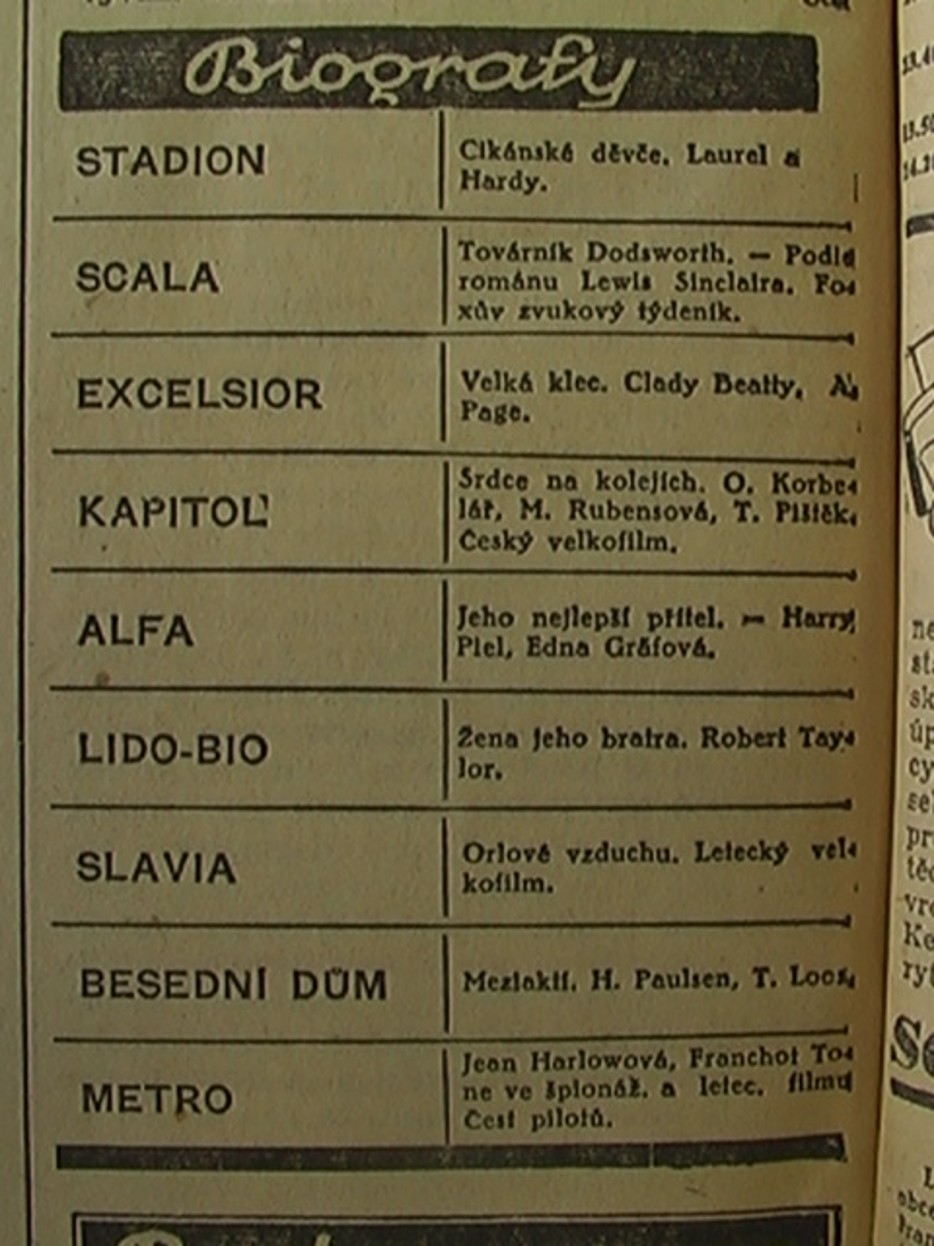 Biografy
STADION
Cikánské děvče. Laurel a
Hardy.
SCALA
Továrník Dodsworth. — Podle
románu Lewis Sinclaira. Fo-
xův zvukový týdeník.
EXCELSIOR
Velká klec. Clady Beatty, A.
Page.
KAPITOL
Srdce na kolejích. O. Korbe-
lář, M. Rubensová, T. Pištěk.
Český velkofilm.
ALFA
Jeho nejlepší přítel. — Harry
Piel, Edna Gräfová.
LIDO-BIO
Žena jeho bratra. Robert Tay-
lor.
SLAVIA
Orlové vzduchu. Letecký vel-
kofilm.
BESEDNÍ DŮM
Meziaktí. H. Paulsen, T. Loos.
METRO
Jean Harlowová, Franchot To-
ne ve špionáž. a letec. filmu
Čest pilotů.